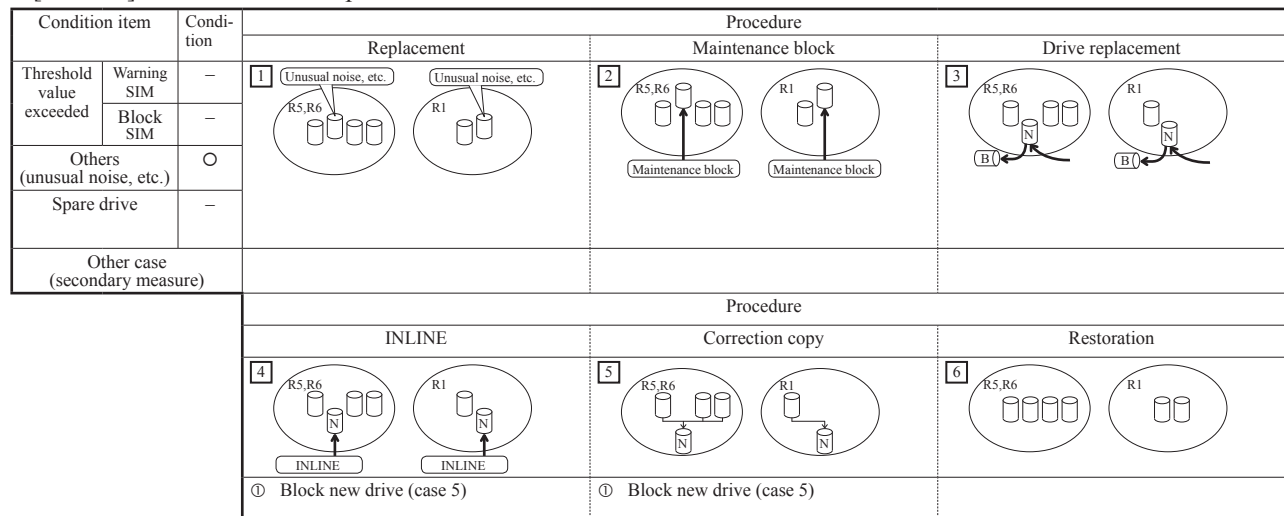 Condition item
Condi-
tion
Procedure
Replacement
Maintenance block
Drive replacement
Threshold
value
exceeded
Warning
SIM
–
Block
SIM
–
Others
(unusual noise, etc.)
○
Spare drive
–
1
Unusual noise, etc.
Unusual noise, etc.
R5,R6
R1
2
R5,R6
R1
Maintenance block
Maintenance block
3
R5,R6
R1
N
N
B
B
Other case
(secondary measure)
Procedure
INLINE
Correction copy
Restoration
4
R5,R6
R1
N
N
INLINE
INLINE
5
R5,R6
R1
N
N
6
R5,R6
R1
① Block new drive (case 5)
① Block new drive (case 5)